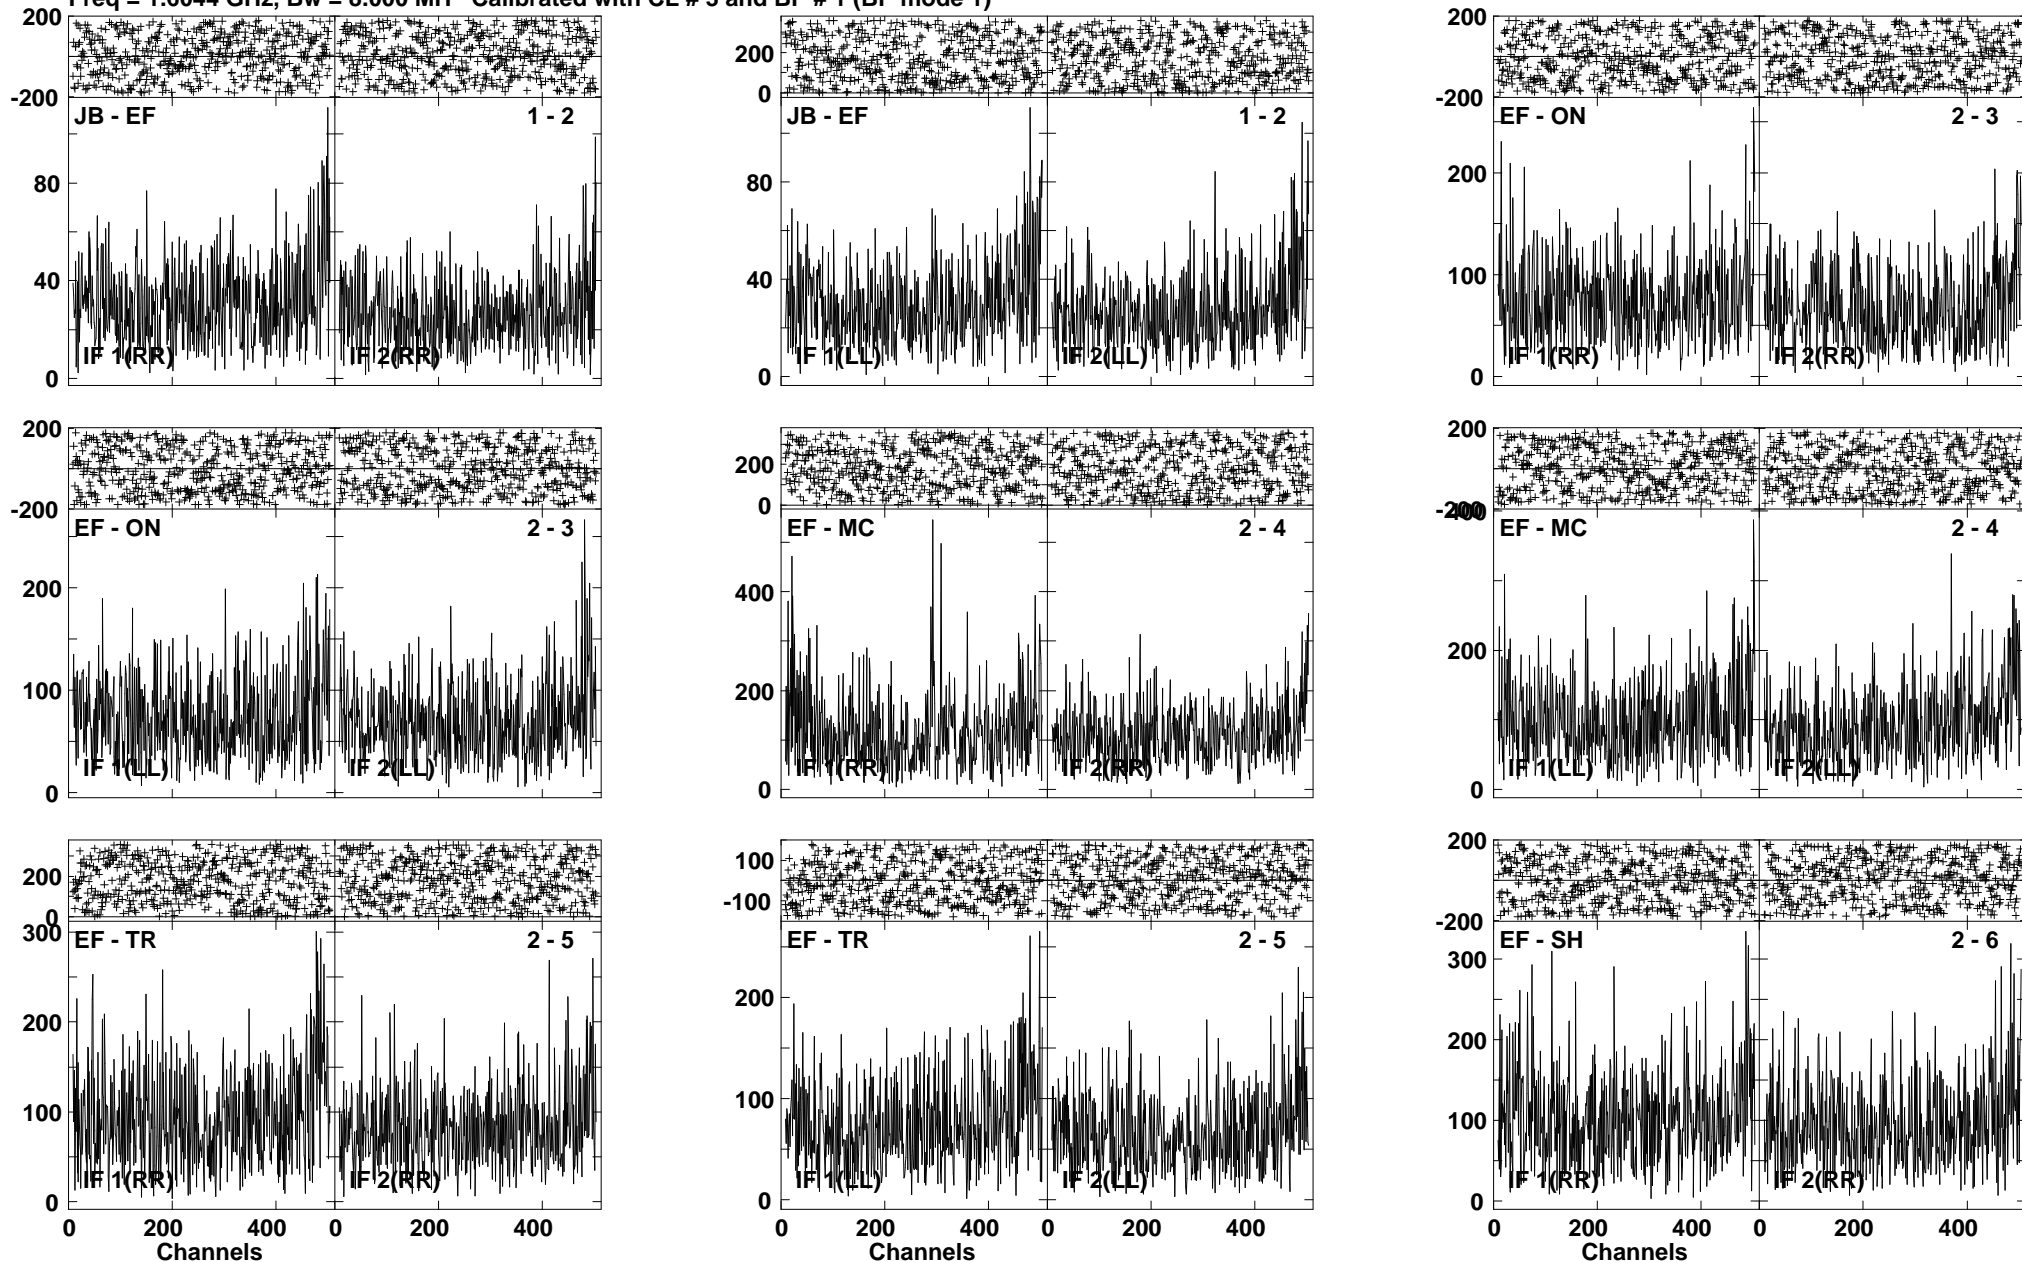 Freq = 1.6044 GHz, Bw = 8.000 MH Calibrated with CL # 3 and BP # 1 (BP mode 1)
200 200 200
-200 0 -200
JB - EF 1 - 2 JB - EF 1 - 2 EF - ON 2 - 3
200
80 80
100
40 40
IF 1(RR) IF 2(RR) IF 1(LL) IF 2(LL) IF 1(RR) IF 2(RR)
0 0 0
200 200 200
-200 0 -200 400
EF - ON 2 - 3 EF - MC 2 - 4 EF - MC 2 - 4
200 400 200
100 200
IF 1(LL) IF 2(LL) IF 1(RR) IF 2(RR) IF 1(LL) IF 2(LL)
0 0 0
200 100 200
0 -100 -200
300 EF - TR 2 - 5 EF - TR 2 - 5 EF - SH 2 - 6
300
200 200 200
100 100 100
IF 1(RR) IF 2(RR) IF 1(LL) IF 2(LL) IF 1(RR) IF 2(RR)
0 0 0
0 200 400 0 200 400 0 200 400 0 200 400 0 200 400 0 200 400
Channels Channels Channels